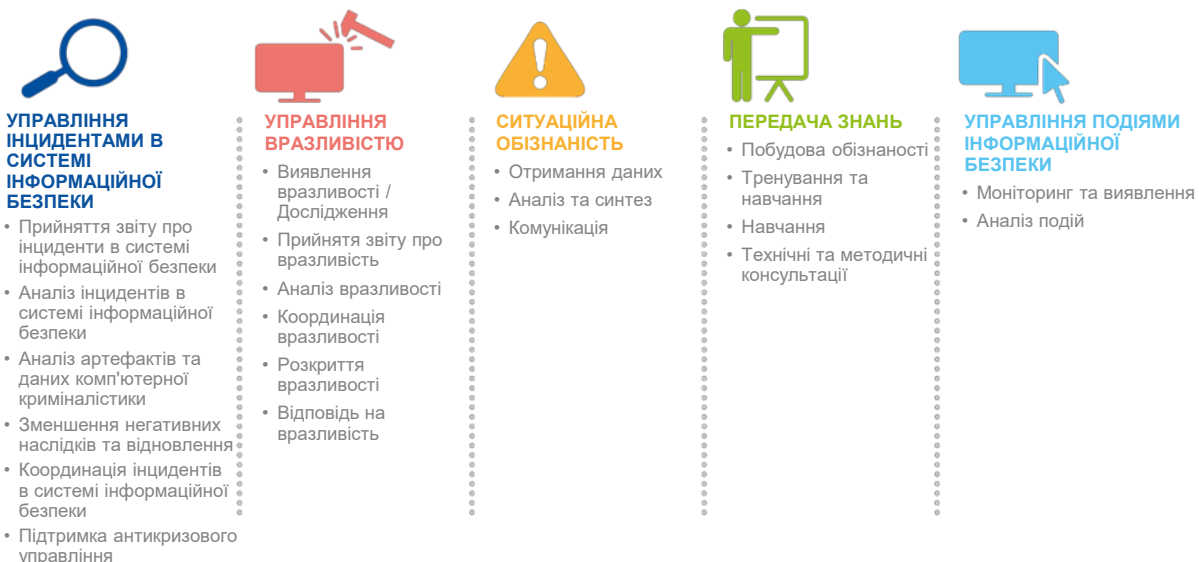 УПРАВЛІННЯ
ІНЦИДЕНТАМИ В
СИСТЕМІ
ІНФОРМАЦІЙНОЇ
БЕЗПЕКИ
• Прийняття звіту про
інциденти в системі
інформаційної безпеки
• Аналіз інцидентів в
системі інформаційної
безпеки
• Аналіз артефактів та
даних комп'ютерної
криміналістики
• Зменшення негативних
наслідків та відновлення
• Координація інцидентів
в системі інформаційної
безпеки
• Підтримка антикризового
управління
УПРАВЛІННЯ
ВРАЗЛИВІСТЮ
• Виявлення
вразливості /
Дослідження
• Прийнятя звіту про
вразливість
• Аналіз вразливості
• Координація
вразливості
• Розкриття
вразливості
• Відповідь на
вразливість
СИТУАЦІЙНА
ОБІЗНАНІСТЬ
• Отримання даних
• Аналіз та синтез
• Комунікація
ПЕРЕДАЧА ЗНАНЬ
• Побудова обізнаності
• Тренування та
навчання
• Навчання
• Технічні та методичні
консультації
УПРАВЛІННЯ ПОДІЯМИ
ІНФОРМАЦІЙНОЇ
БЕЗПЕКИ
• Моніторинг та виявлення
• Аналіз подій